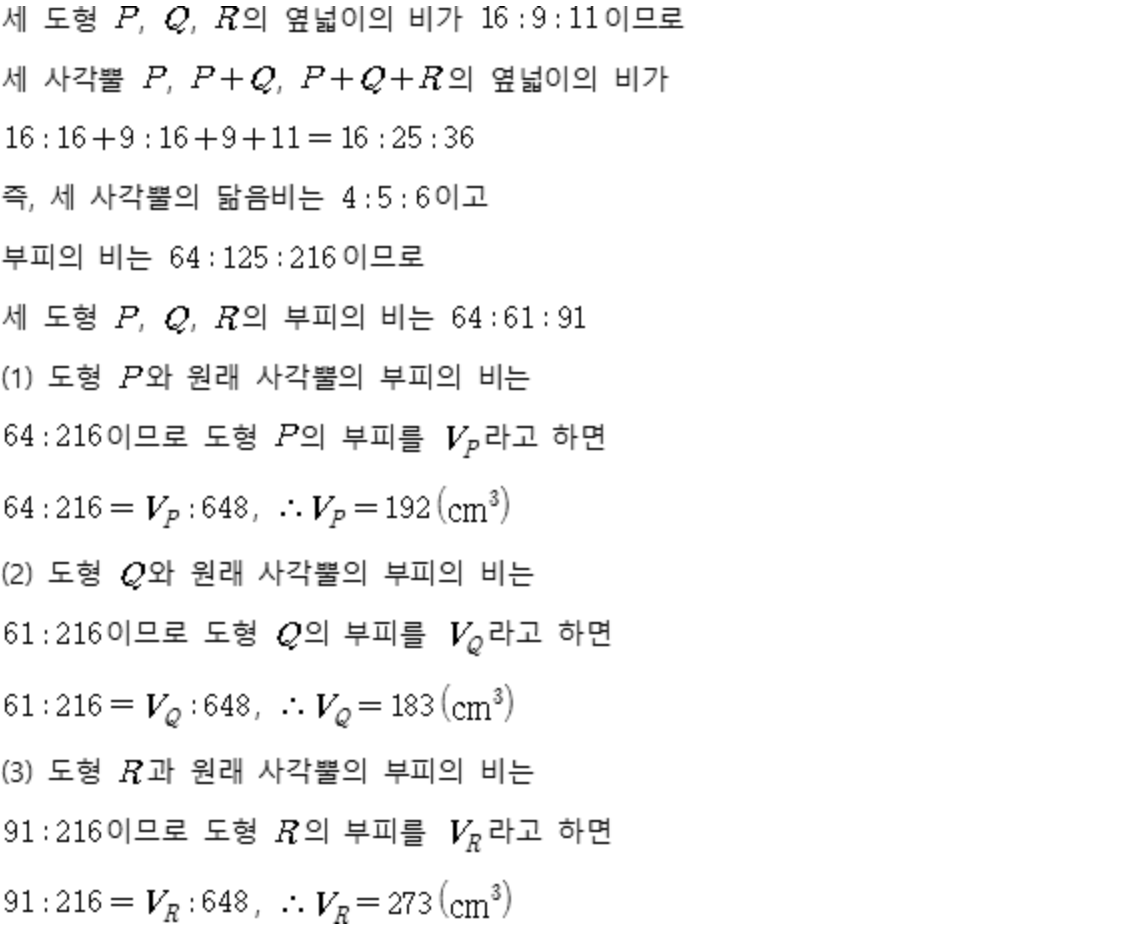 세 도형 P, Q, R의 옆넓이의 비가 16 : 9 : 11이므로
세 사각뿔 P, P+Q, P+Q+R의 옆넓이의 비가
16 : 16+9 : 16+9+11 = 16 : 25 : 36
즉, 세 사각뿔의 닮음비는 4 : 5 : 6이고
부피의 비는 64 : 125 : 216이므로
세 도형 P, Q, R의 부피의 비는 64 : 61 : 91
(1) 도형 P와 원래 사각뿔의 부피의 비는
64 : 216이므로 도형 P의 부피를 V_P라고 하면
64 : 216 = V_P : 648, ∴ V_P = 192 (cm³)
(2) 도형 Q와 원래 사각뿔의 부피의 비는
61 : 216이므로 도형 Q의 부피를 V_Q라고 하면
61 : 216 = V_Q : 648, ∴ V_Q = 183 (cm³)
(3) 도형 R과 원래 사각뿔의 부피의 비는
91 : 216이므로 도형 R의 부피를 V_R라고 하면
91 : 216 = V_R : 648, ∴ V_R = 273 (cm³)